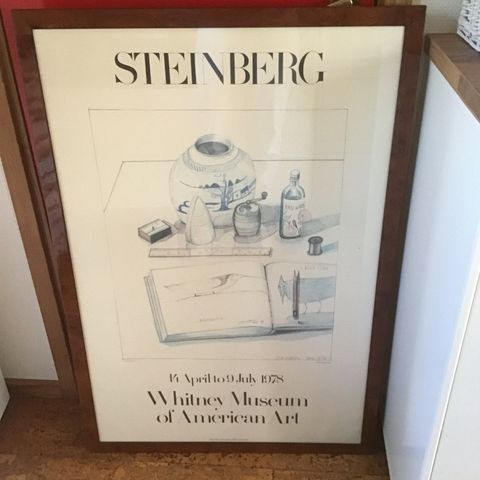 STEINBERG
14 April to 9 July 1978
Whitney Museum
of American Art